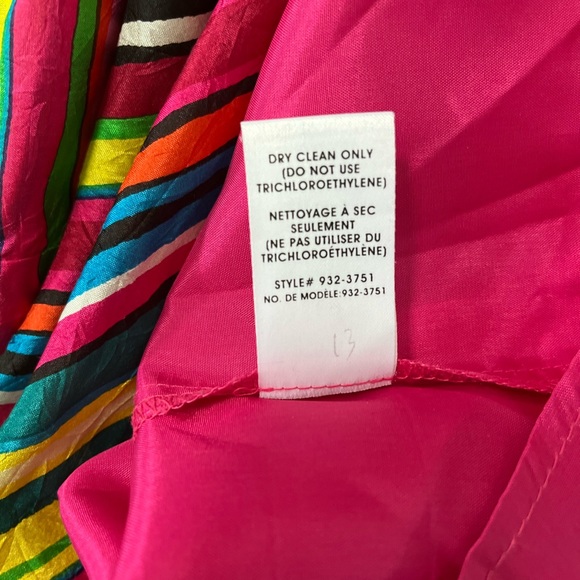 DRY CLEAN ONLY
(DO NOT USE
TRICHLOROETHYLENE)
NETTOYAGE À SEC
SEULEMENT
(NE PAS UTILISER DU
TRICHLOROÉTHYLÈNE)
STYLE# 932-3751
NO. DE MODÈLE:932-3751
13